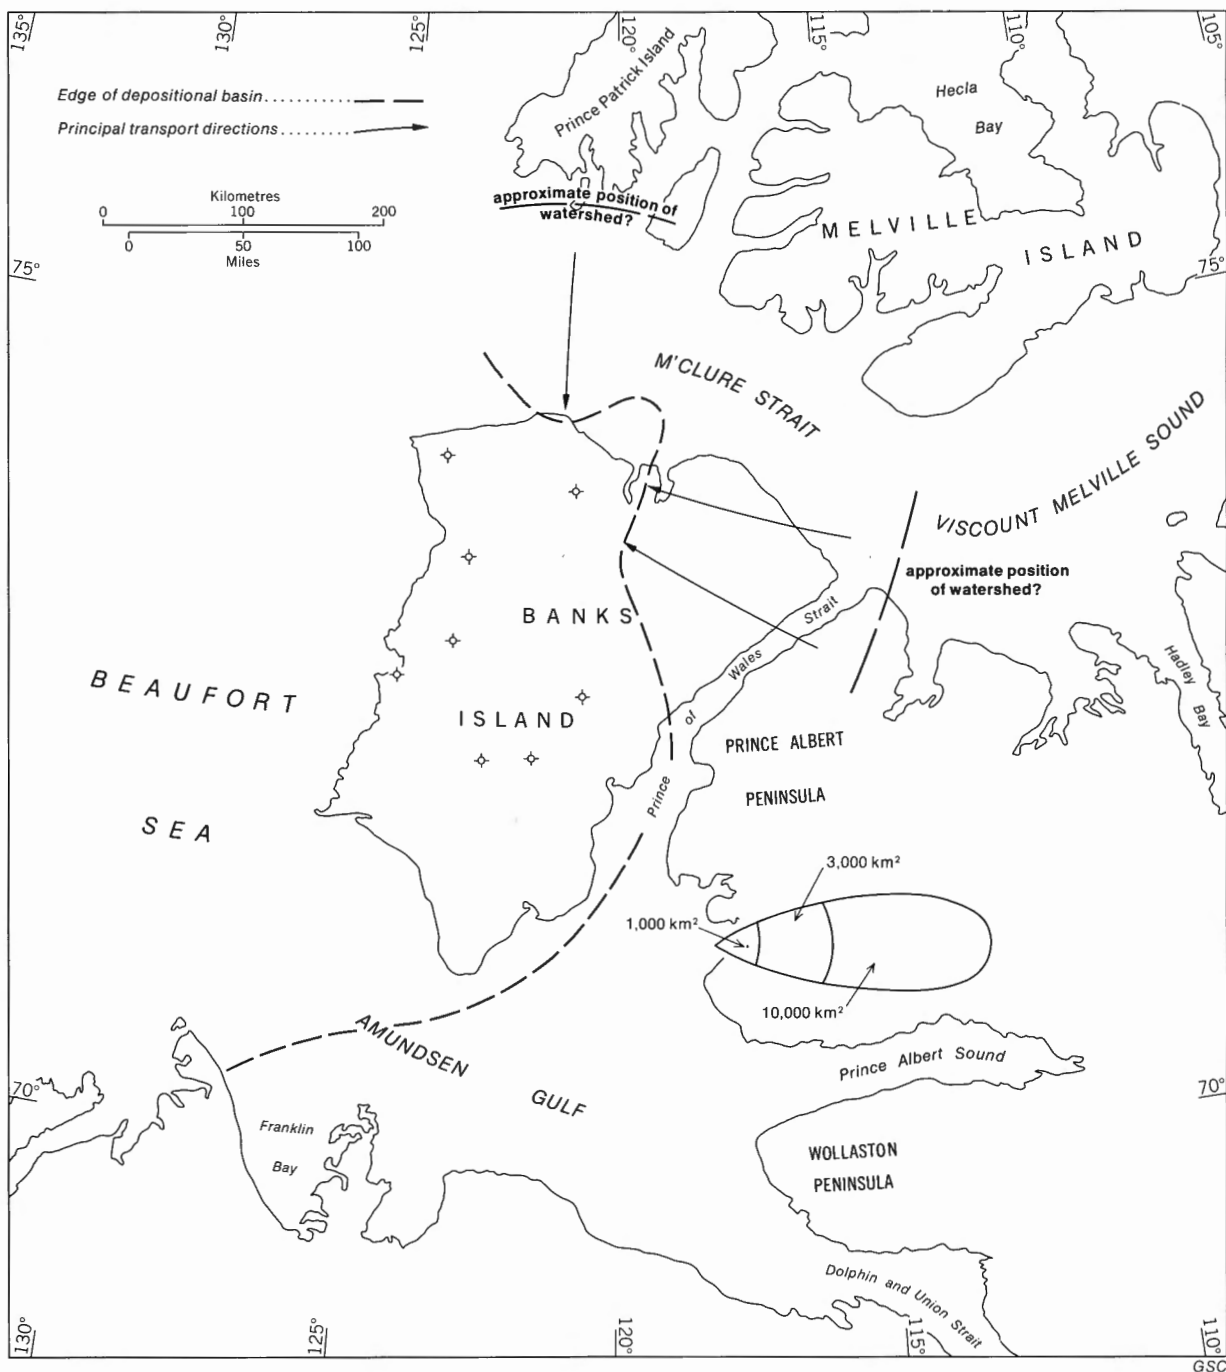 135°
130°
125°
120°
115°
110°
105°
Edge of depositional basin
Principal transport directions
Kilometres
0 100 200
0 50 100
Miles
Prince Patrick Island
Hecla
Bay
approximate position of
watershed?
MELVILLE
ISLAND
75°
75°
M'CLURE STRAIT
VISCOUNT MELVILLE SOUND
approximate position
of watershed?
BANKS
ISLAND
BEAUFORT
SEA
Prince of Wales Strait
Hadley
Bay
PRINCE ALBERT
PENINSULA
3,000 km²
1,000 km²
10,000 km²
AMUNDSEN
GULF
Prince Albert Sound
70°
70°
Franklin
Bay
WOLLASTON
PENINSULA
Dolphin and Union Strait
130°
125°
120°
115°
110°
GSC